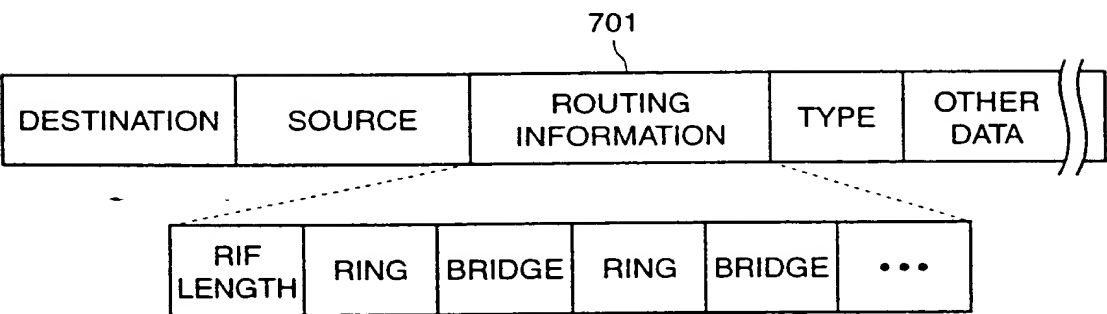 701
DESTINATION
SOURCE
ROUTING
INFORMATION
TYPE
OTHER
DATA
RIF
LENGTH
RING
BRIDGE
RING
BRIDGE
•••